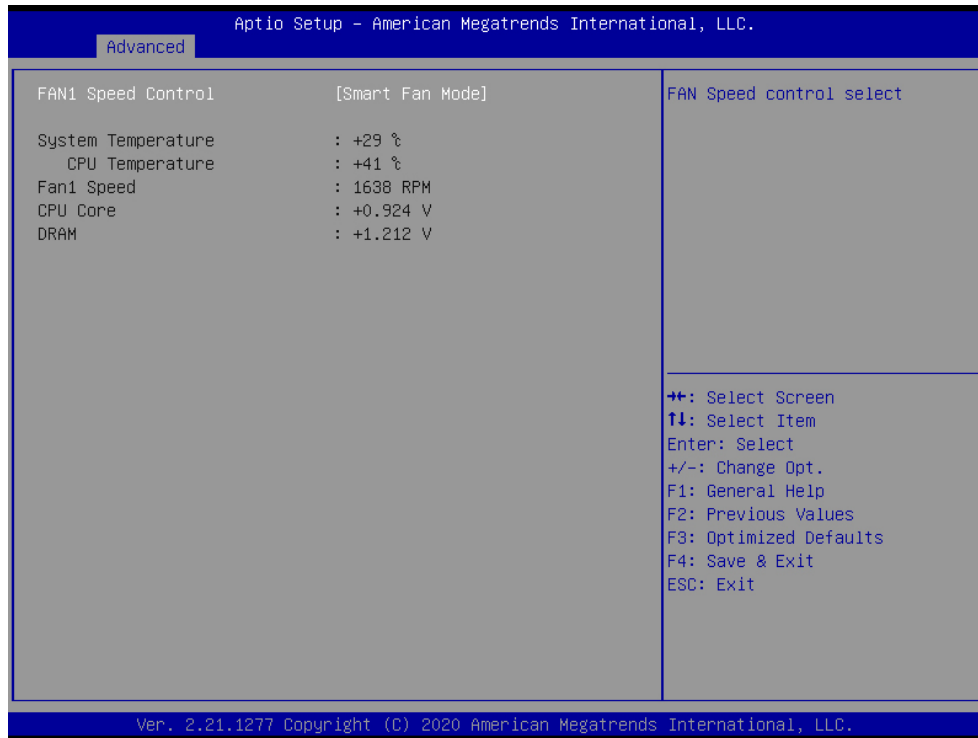 Aptio Setup – American Megatrends International, LLC.
Advanced
FAN1 Speed Control [Smart Fan Mode]
System Temperature : +29 ℃
CPU Temperature : +41 ℃
Fan1 Speed : 1638 RPM
CPU Core : +0.924 V
DRAM : +1.212 V
FAN Speed control select
→←: Select Screen
↑↓: Select Item
Enter: Select
+/-: Change Opt.
F1: General Help
F2: Previous Values
F3: Optimized Defaults
F4: Save & Exit
ESC: Exit
Ver. 2.21.1277 Copyright (C) 2020 American Megatrends International, LLC.